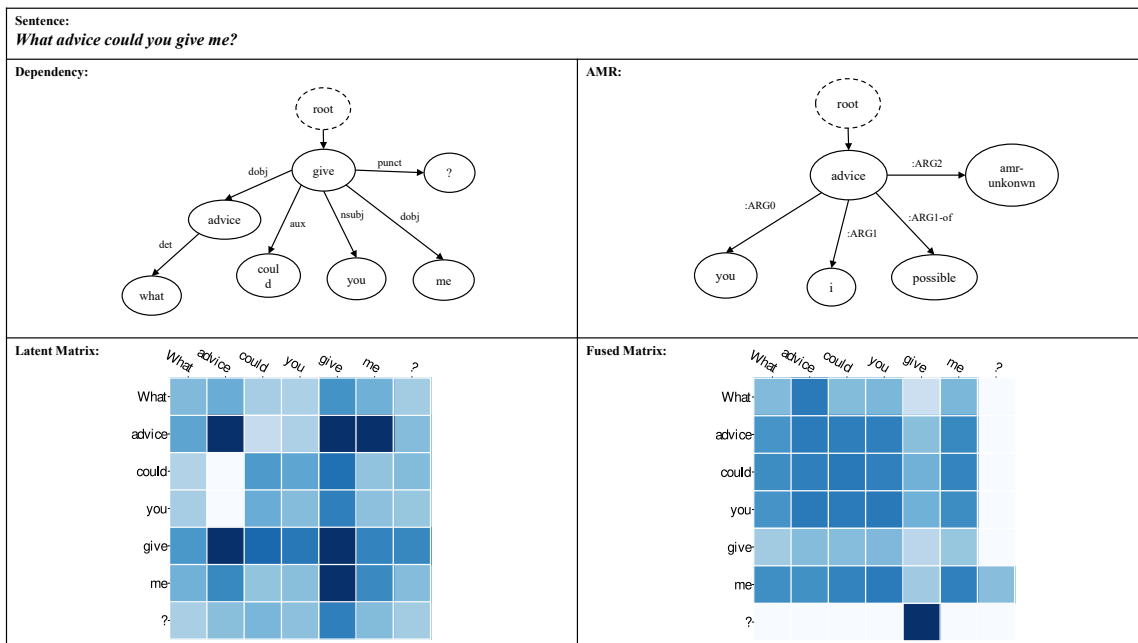 Sentence:
What advice could you give me?
Dependency:
root
give
punct
?
dobj
advice
aux
nsubj
dobj
det
coul
d
you
me
what
AMR:
root
advice
:ARG2
amr-
unkonwn
:ARG0
:ARG1
:ARG1-of
you
i
possible
Latent Matrix:
What advice could you give me ?
What
advice
could
you
give
me
?
Fused Matrix:
What advice could you give me ?
What
advice
could
you
give
me
?